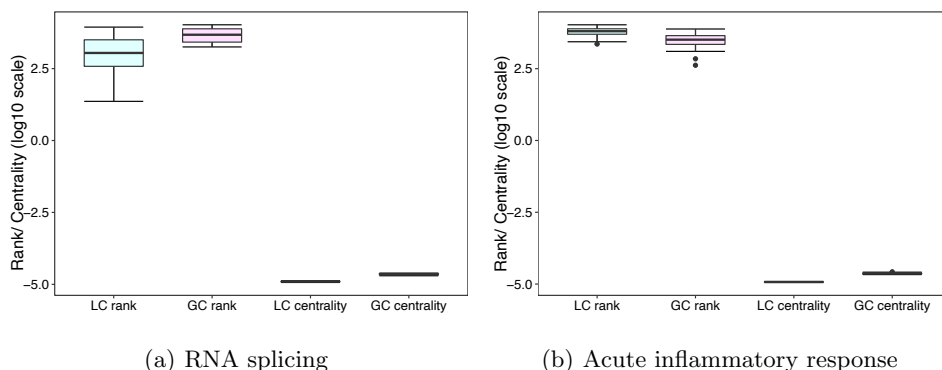 Rank/ Centrality (log10 scale)
2.5
0.0
−2.5
−5.0
LC rank GC rank LC centrality GC centrality
(a) RNA splicing
Rank/ Centrality (log10 scale)
2.5
0.0
−2.5
−5.0
LC rank GC rank LC centrality GC centrality
(b) Acute inflammatory response